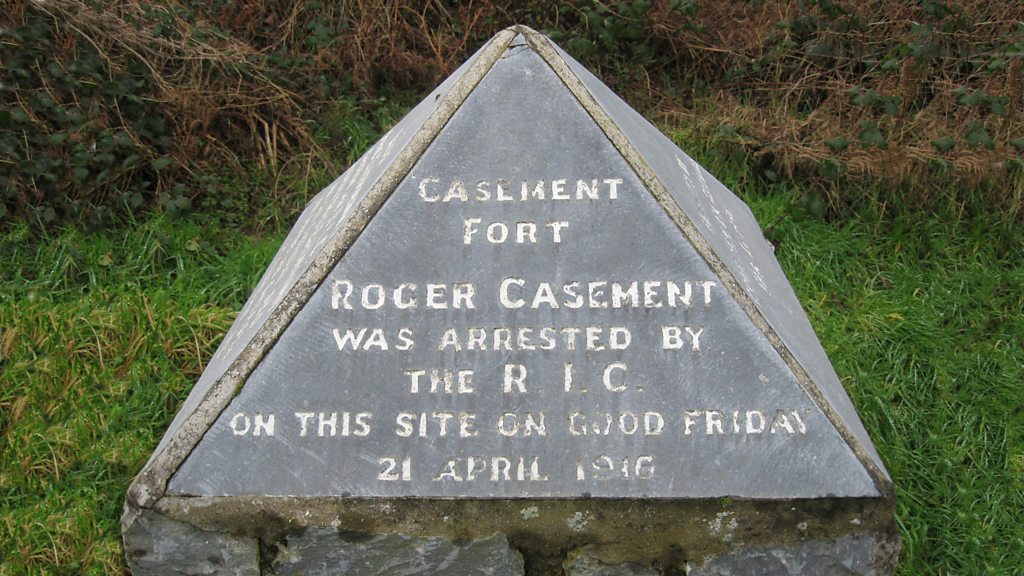 CASEMENT
FORT
ROGER CASEMENT
WAS ARRESTED BY
THE R. I. C.
ON THIS SITE ON GOOD FRIDAY
21 APRIL 1916